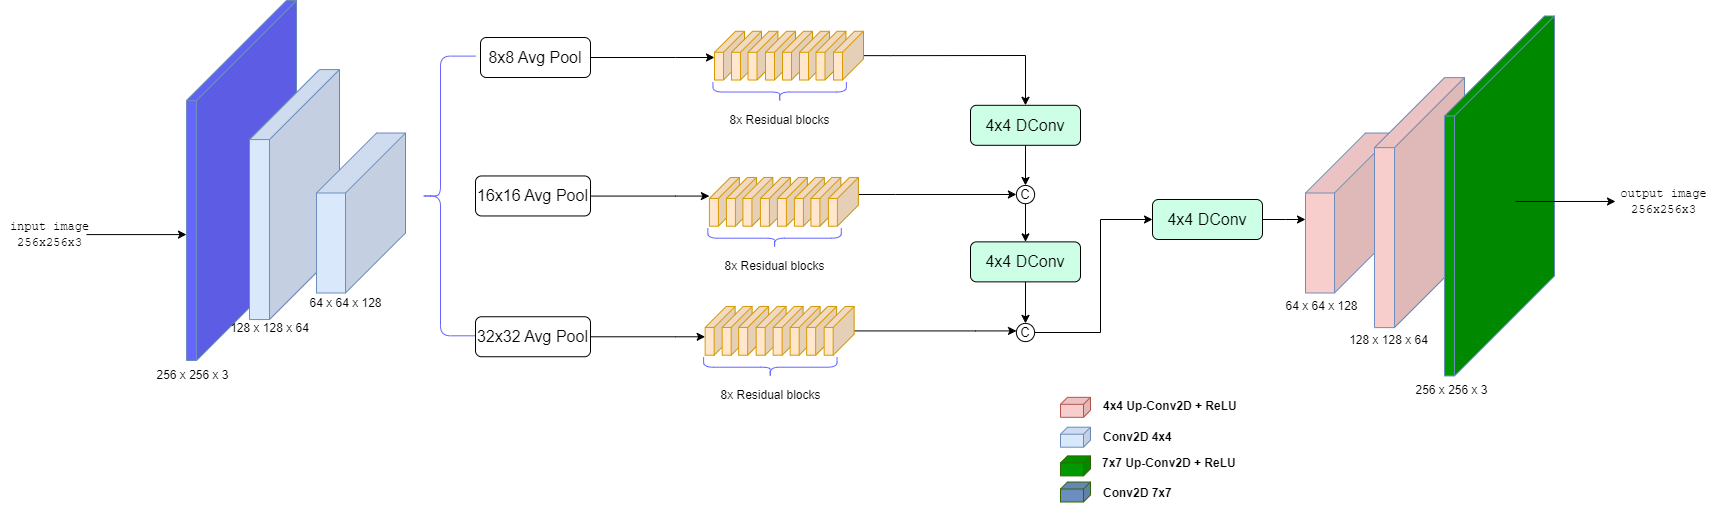 input image
256x256x3
256 x 256 x 3
128 x 128 x 64
64 x 64 x 128
8x8 Avg Pool
8x Residual blocks
16x16 Avg Pool
8x Residual blocks
32x32 Avg Pool
8x Residual blocks
4x4 DConv
C
4x4 DConv
C
4x4 DConv
64 x 64 x 128
128 x 128 x 64
256 x 256 x 3
output image
256x256x3
4x4 Up-Conv2D + ReLU
Conv2D 4x4
7x7 Up-Conv2D + ReLU
Conv2D 7x7